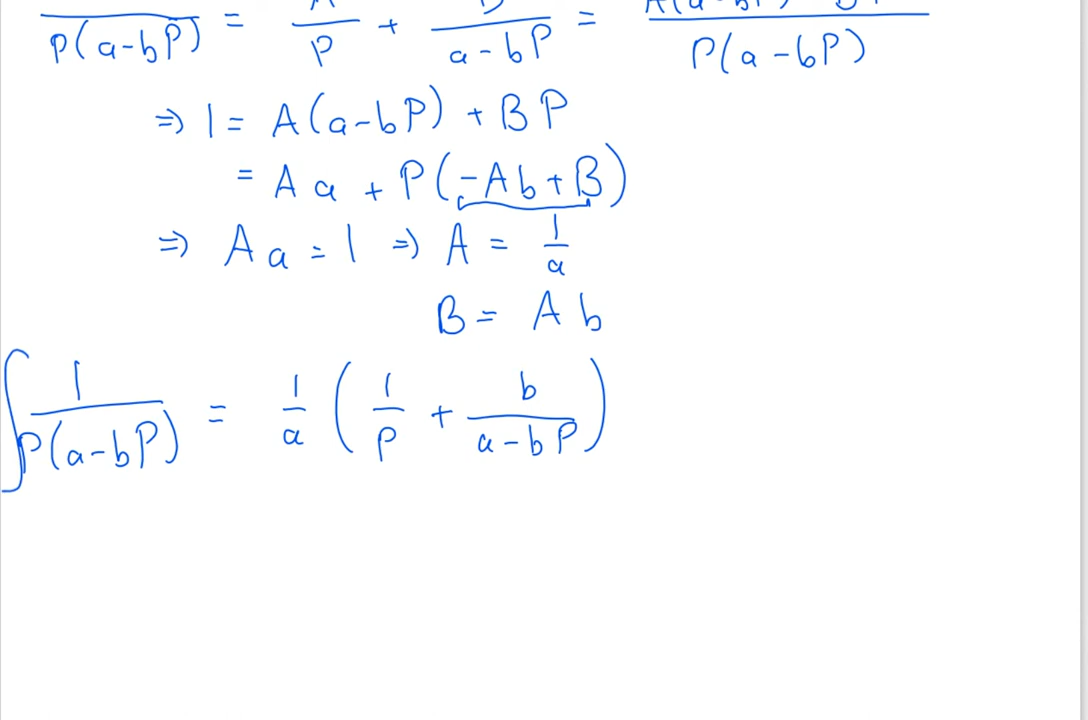 1/(P(a-bP)) = A/P + B/(a-bP) = (A(a-bP) + BP)/(P(a-bP))
⇒ 1 = A(a-bP) + BP
= Aa + P(-Ab+B)
⇒ Aa = 1 ⇒ A = 1/a
B = Ab
∫ 1/(P(a-bP)) = 1/a (1/P + b/(a-bP))